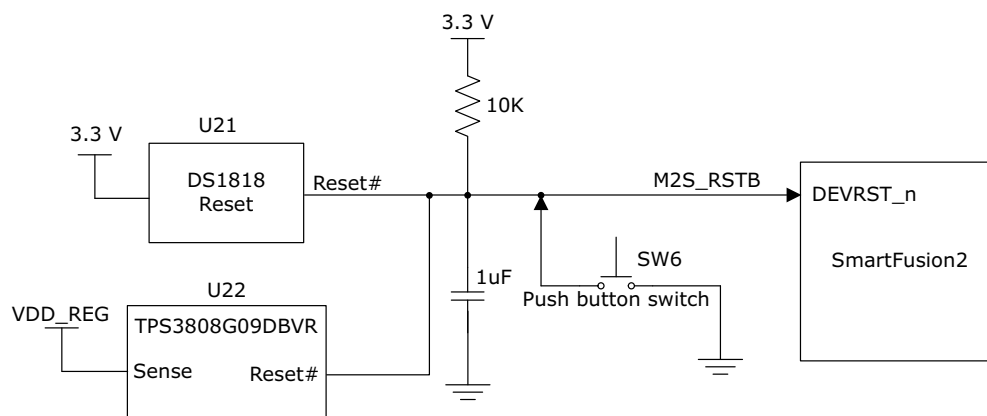 3.3 V
10K
U21
3.3 V
DS1818
Reset
Reset#
M2S_RSTB
DEVRST_n
SmartFusion2
1uF
SW6
Push button switch
U22
VDD_REG
TPS3808G09DBVR
Sense
Reset#